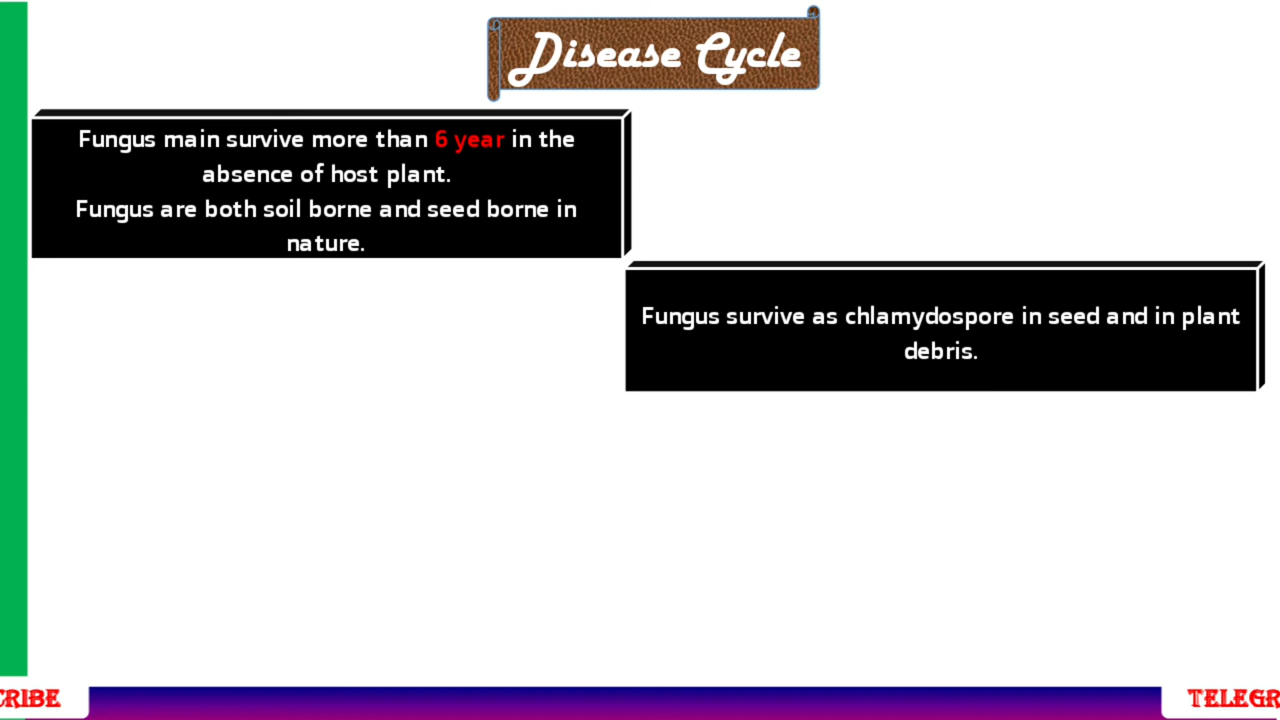 Disease Cycle
Fungus main survive more than 6 year in the
absence of host plant.
Fungus are both soil borne and seed borne in
nature.
Fungus survive as chlamydospore in seed and in plant
debris.
CRIBE
TELEGR